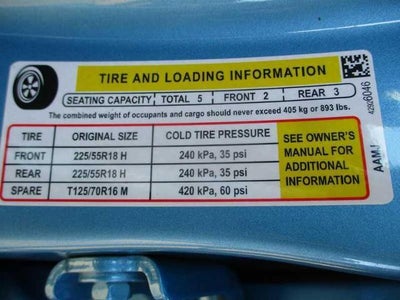 TIRE AND LOADING INFORMATION
SEATING CAPACITY TOTAL 5 FRONT 2 REAR 3
The combined weight of occupants and cargo should never exceed 405 kg or 893 lbs.
TIRE ORIGINAL SIZE COLD TIRE PRESSURE
FRONT 225/55R18 H 240 kPa, 35 psi
REAR 225/55R18 H 240 kPa, 35 psi
SPARE T125/70R16 M 420 kPa, 60 psi
SEE OWNER'S
MANUAL FOR
ADDITIONAL
INFORMATION
AAMJ